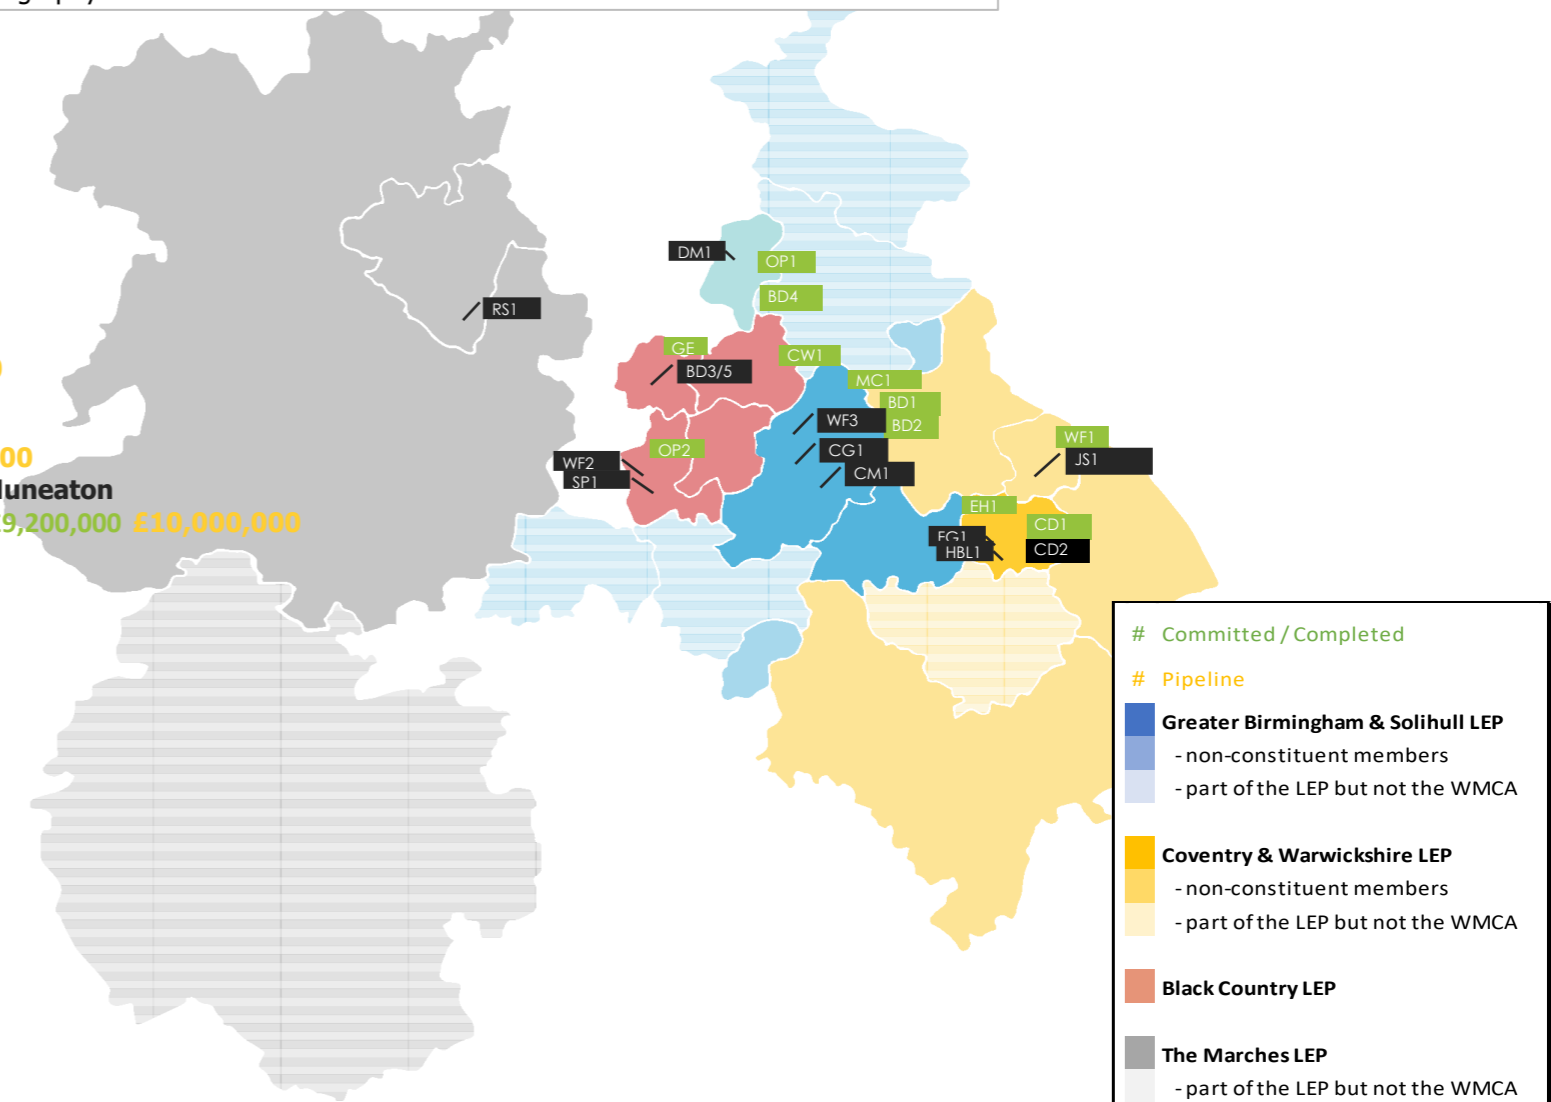 DM1
OP1
BD4
RS1
GE
BD3/5
CW1
MC1
BD1
WF3
BD2
OP2
CG1
WF1
JS1
WF2
SP1
CM1
00
uneaton
9,200,000 £10,000,000
EH1
CD1
HBL1
CD2
# Committed / Completed
# Pipeline
Greater Birmingham & Solihull LEP
- non-constituent members
- part of the LEP but not the WMCA
Coventry & Warwickshire LEP
- non-constituent members
- part of the LEP but not the WMCA
Black Country LEP
The Marches LEP
- part of the LEP but not the WMCA